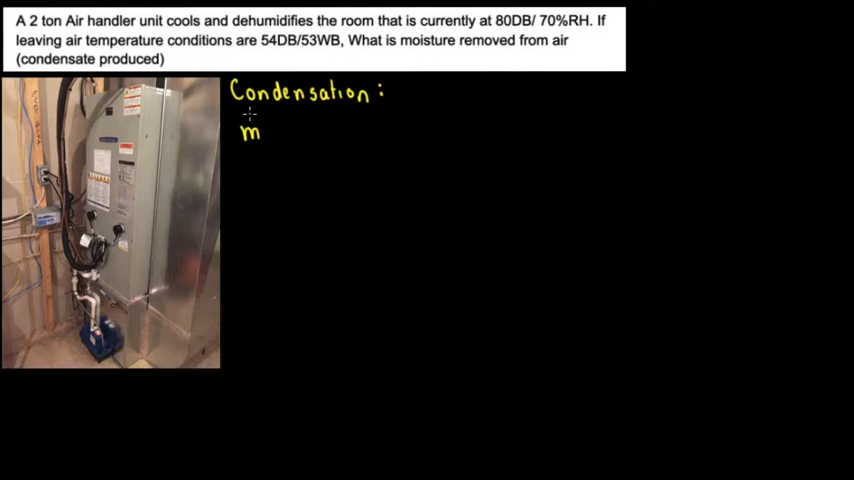 A 2 ton Air handler unit cools and dehumidifies the room that is currently at 80DB/ 70%RH. If
leaving air temperature conditions are 54DB/53WB, What is moisture removed from air
(condensate produced)
Condensation:
m